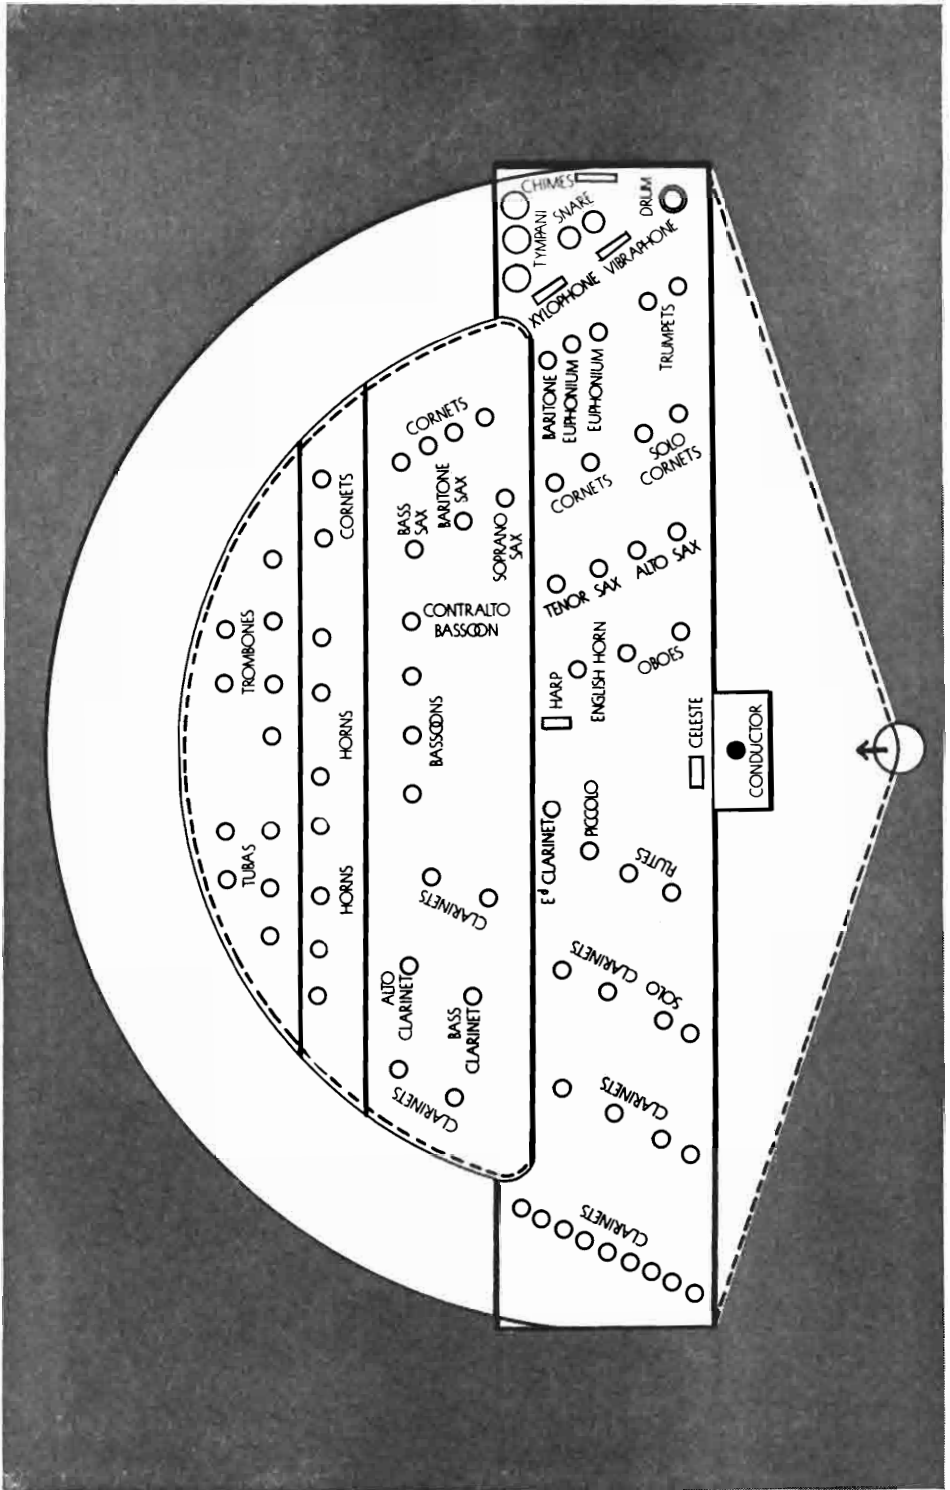 CHIMES
TYMPANI
SNARE
DRUM
XYLOPHONE
VIBRAPHONE
TRUMPETS
BARITONE
EUPHONIUM
EUPHONIUM
SOLO
CORNETS
CORNETS
CORNETS
CORNETS
BASS
SAX
BARITONE
SAX
SOPRANO
SAX
TENOR SAX
ALTO SAX
CONTRALTO
BASSOON
TROMBONES
HORNS
BASSOONS
HARP
ENGLISH HORN
OBOES
CELESTE
CONDUCTOR
TUBAS
HORNS
CLARINETS
Eᵈ CLARINET
PICCOLO
FLUTES
ALTO
CLARINET
BASS
CLARINET
SOLO CLARINETS
CLARINETS
CLARINETS
CLARINETS